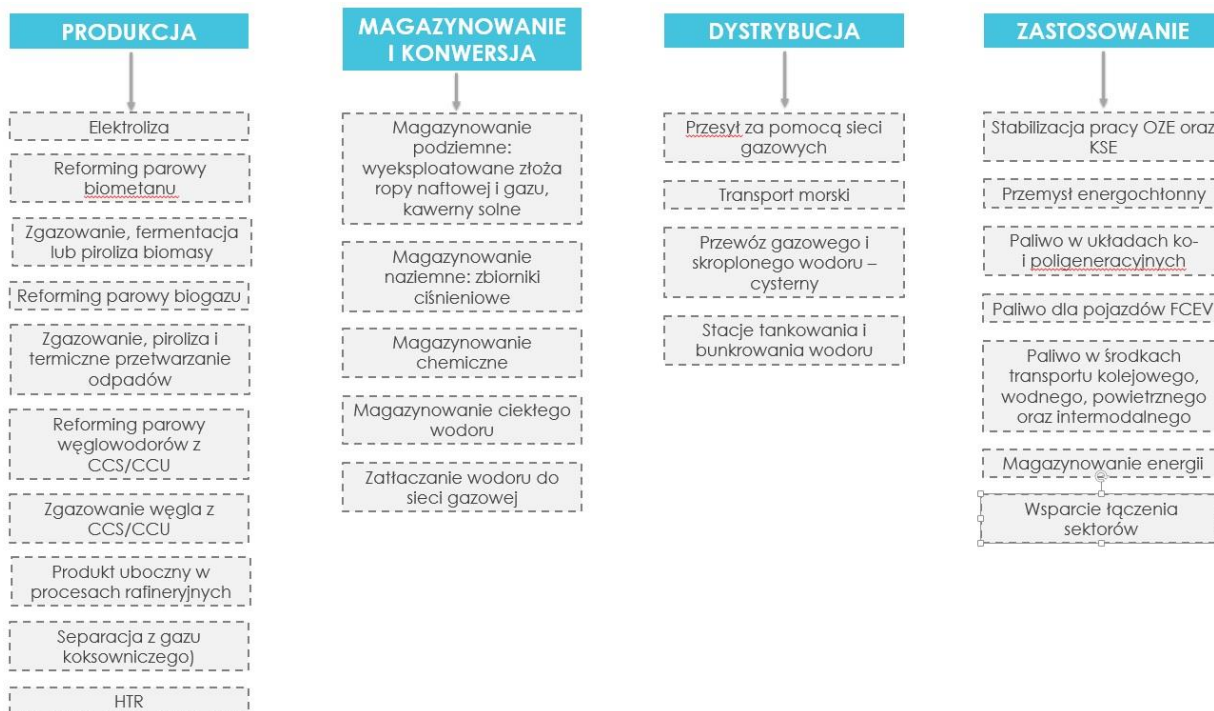 PRODUKCJA
Elektroliza
Reforming parowy
biometanu
Zgazowanie, fermentacja
lub piroliza biomasy
Reforming parowy biogazu
Zgazowanie, piroliza i
termiczne przetwarzanie
odpadów
Reforming parowy
węglowodorów z
CCS/CCU
Zgazowanie węgla z
CCS/CCU
Produkt uboczny w
procesach rafineryjnych
Separacja z gazu
koksowniczego)
HTR
MAGAZYNOWANIE
I KONWERSJA
Magazynowanie
podziemne:
wyeksploatowane złoża
ropy naftowej i gazu,
kawerny solne
Magazynowanie
naziemne: zbiorniki
ciśnieniowe
Magazynowanie
chemiczne
Magazynowanie ciekłego
wodoru
Zatłaczanie wodoru do
sieci gazowej
DYSTRYBUCJA
Przesył za pomocą sieci
gazowych
Transport morski
Przewóz gazowego i
skroplonego wodoru –
cysterny
Stacje tankowania i
bunkrowania wodoru
ZASTOSOWANIE
Stabilizacja pracy OZE oraz
KSE
Przemysł energochłonny
Paliwo w układach ko-
i poligeneracyjnych
Paliwo dla pojazdów FCEV
Paliwo w środkach
transportu kolejowego,
wodnego, powietrznego
oraz intermodalnego
Magazynowanie energii
Wsparcie łączenia
sektorów